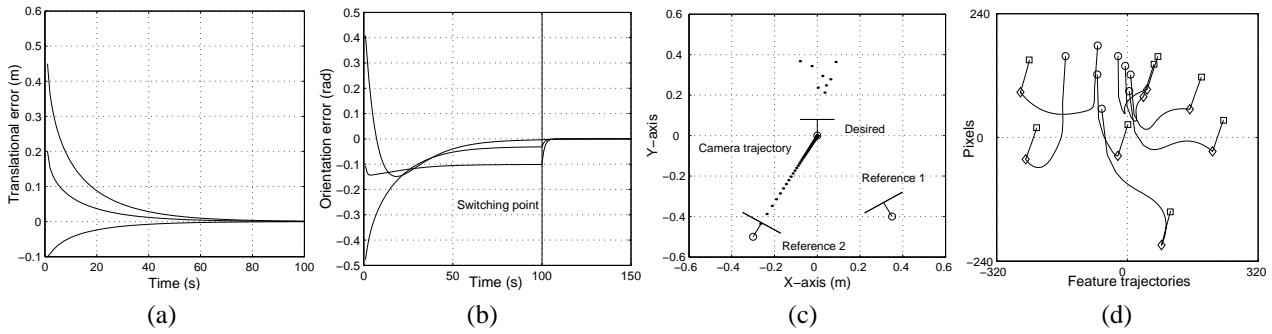 0.6
0.5
0.4
0.3
0.2
0.1
0
−0.1
0 20 40 60 80 100
Translational error (m)
Time (s)
(a)
0.5
0.4
0.3
0.2
0.1
0
−0.1
−0.2
−0.3
−0.4
−0.5
0 50 100 150
Orientation error (rad)
Switching point
Time (s)
(b)
0.6
0.4
0.2
0
−0.2
−0.4
−0.6
−0.6 −0.4 −0.2 0 0.2 0.4 0.6
Y−axis
Desired
Camera trajectory
Reference 1
Reference 2
X−axis (m)
(c)
240
0
−240
−320 0 320
Pixels
Feature trajectories
(d)